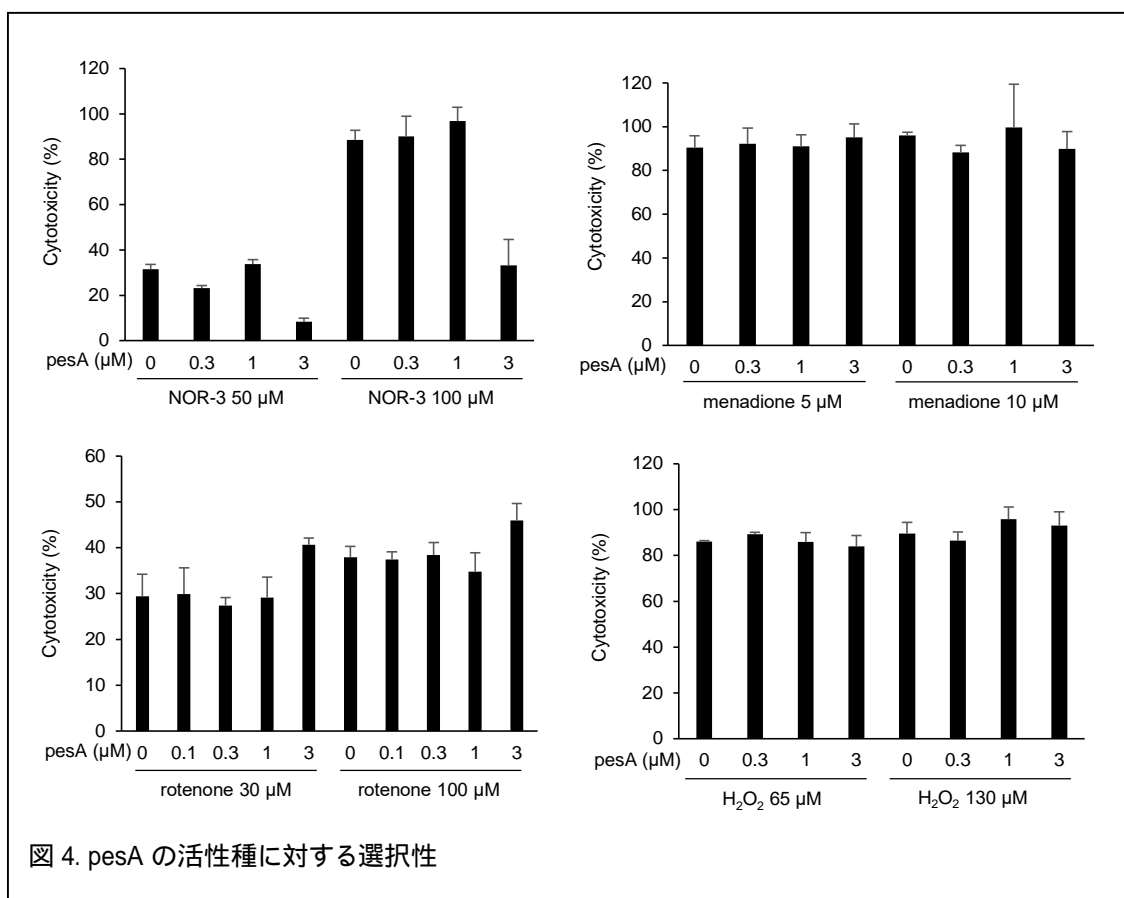 120
100
80
60
40
20
0
Cytotoxicity (%)
pesA (µM) 0 0.3 1 3 0 0.3 1 3
NOR-3 50 µM NOR-3 100 µM
120
100
80
60
40
20
0
Cytotoxicity (%)
pesA (µM) 0 0.3 1 3 0 0.3 1 3
menadione 5 µM menadione 10 µM
60
50
40
30
20
10
0
Cytotoxicity (%)
pesA (µM) 0 0.1 0.3 1 3 0 0.1 0.3 1 3
rotenone 30 µM rotenone 100 µM
120
100
80
60
40
20
0
Cytotoxicity (%)
pesA (µM) 0 0.3 1 3 0 0.3 1 3
H₂O₂ 65 µM H₂O₂ 130 µM
図 4. pesA の活性種に対する選択性